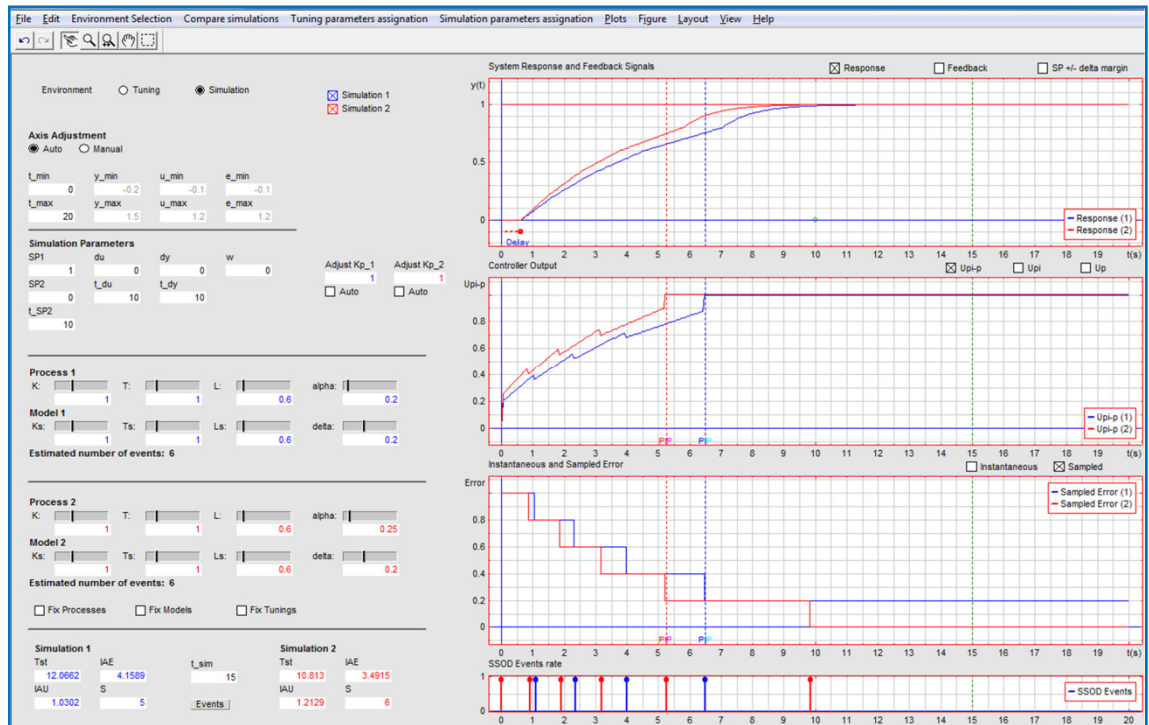 File Edit Environment Selection Compare simulations Tuning parameters assignation Simulation parameters assignation Plots Figure Layout View Help
Environment Tuning Simulation
Simulation 1
Simulation 2
Axis Adjustment
Auto Manual
t_min y_min u_min e_min
0 -0.2 -0.1 -0.1
t_max y_max u_max e_max
20 1.5 1.2 1.2
Simulation Parameters
SP1 du dy w
1 0 0 0
SP2 t_du t_dy
0 10 10
t_SP2
10
Adjust Kp_1 Adjust Kp_2
1 1
Auto Auto
Process 1
K: T: L: alpha:
1 1 0.6 0.2
Model 1
Ks: Ts: Ls: delta:
1 1 0.6 0.2
Estimated number of events: 6
Process 2
K: T: L: alpha:
1 1 0.6 0.25
Model 2
Ks: Ts: Ls: delta:
1 1 0.6 0.2
Estimated number of events: 6
Fix Processes Fix Models Fix Tunings
Simulation 1 Simulation 2
Tst IAE t_sim Tst IAE
12.0662 4.1589 15 10.813 3.4915
IAU S IAU S
1.0302 5 Events 1.2129 6
System Response and Feedback Signals Response Feedback SP +/- delta margin
y(t)
1
0.5
0
Response (1)
Response (2)
Delay
0 1 2 3 4 5 6 7 8 9 10 11 12 13 14 15 16 17 18 19 t(s)
Controller Output Upi-p Upi Up
Upi-p
0.8
0.6
0.4
0.2
0
Upi-p (1)
Upi-p (2)
PIP PIP
0 1 2 3 4 5 6 7 8 9 10 11 12 13 14 15 16 17 18 19 t(s)
Instantaneous and Sampled Error Instantaneous Sampled
Error
0.8
0.6
0.4
0.2
0
Sampled Error (1)
Sampled Error (2)
PIP PIP
0 1 2 3 4 5 6 7 8 9 10 11 12 13 14 15 16 17 18 19 t(s)
SSOD Events rate
1
0
SSOD Events
0 1 2 3 4 5 6 7 8 9 10 11 12 13 14 15 16 17 18 19 20